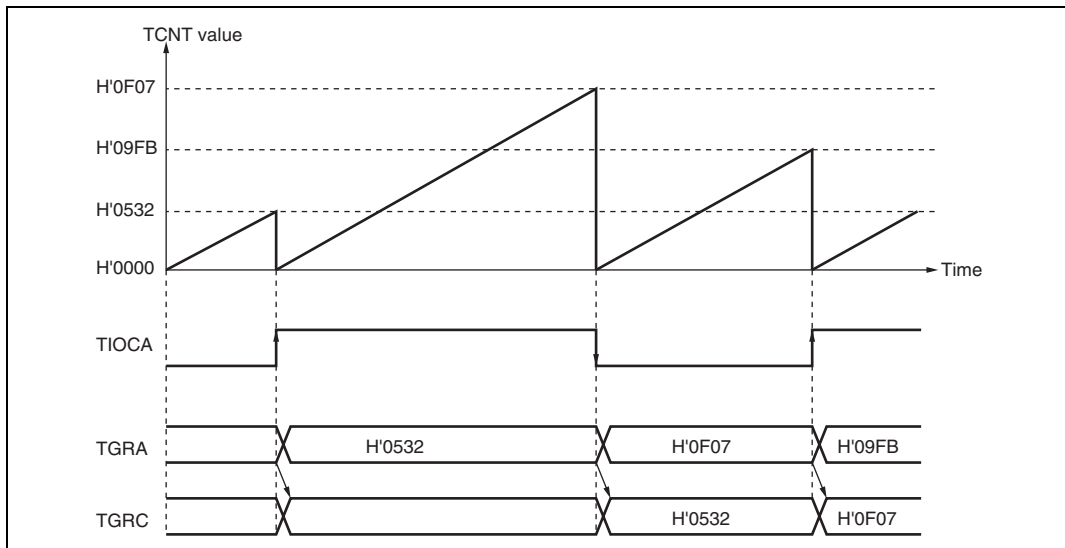 TCNT value
H'0F07
H'09FB
H'0532
H'0000
Time
TIOCA
TGRA
H'0532
H'0F07
H'09FB
TGRC
H'0532
H'0F07